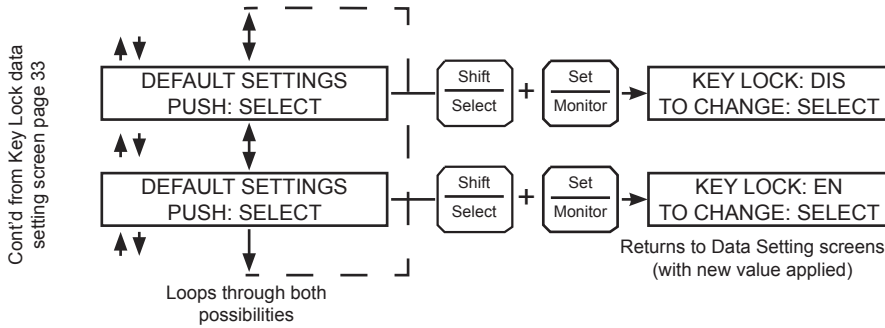 Cont'd from Key Lock data
setting screen page 33
DEFAULT SETTINGS
PUSH: SELECT
Shift
Select
+
Set
Monitor
KEY LOCK: DIS
TO CHANGE: SELECT
DEFAULT SETTINGS
PUSH: SELECT
Shift
Select
+
Set
Monitor
KEY LOCK: EN
TO CHANGE: SELECT
Returns to Data Setting screens
(with new value applied)
Loops through both
possibilities